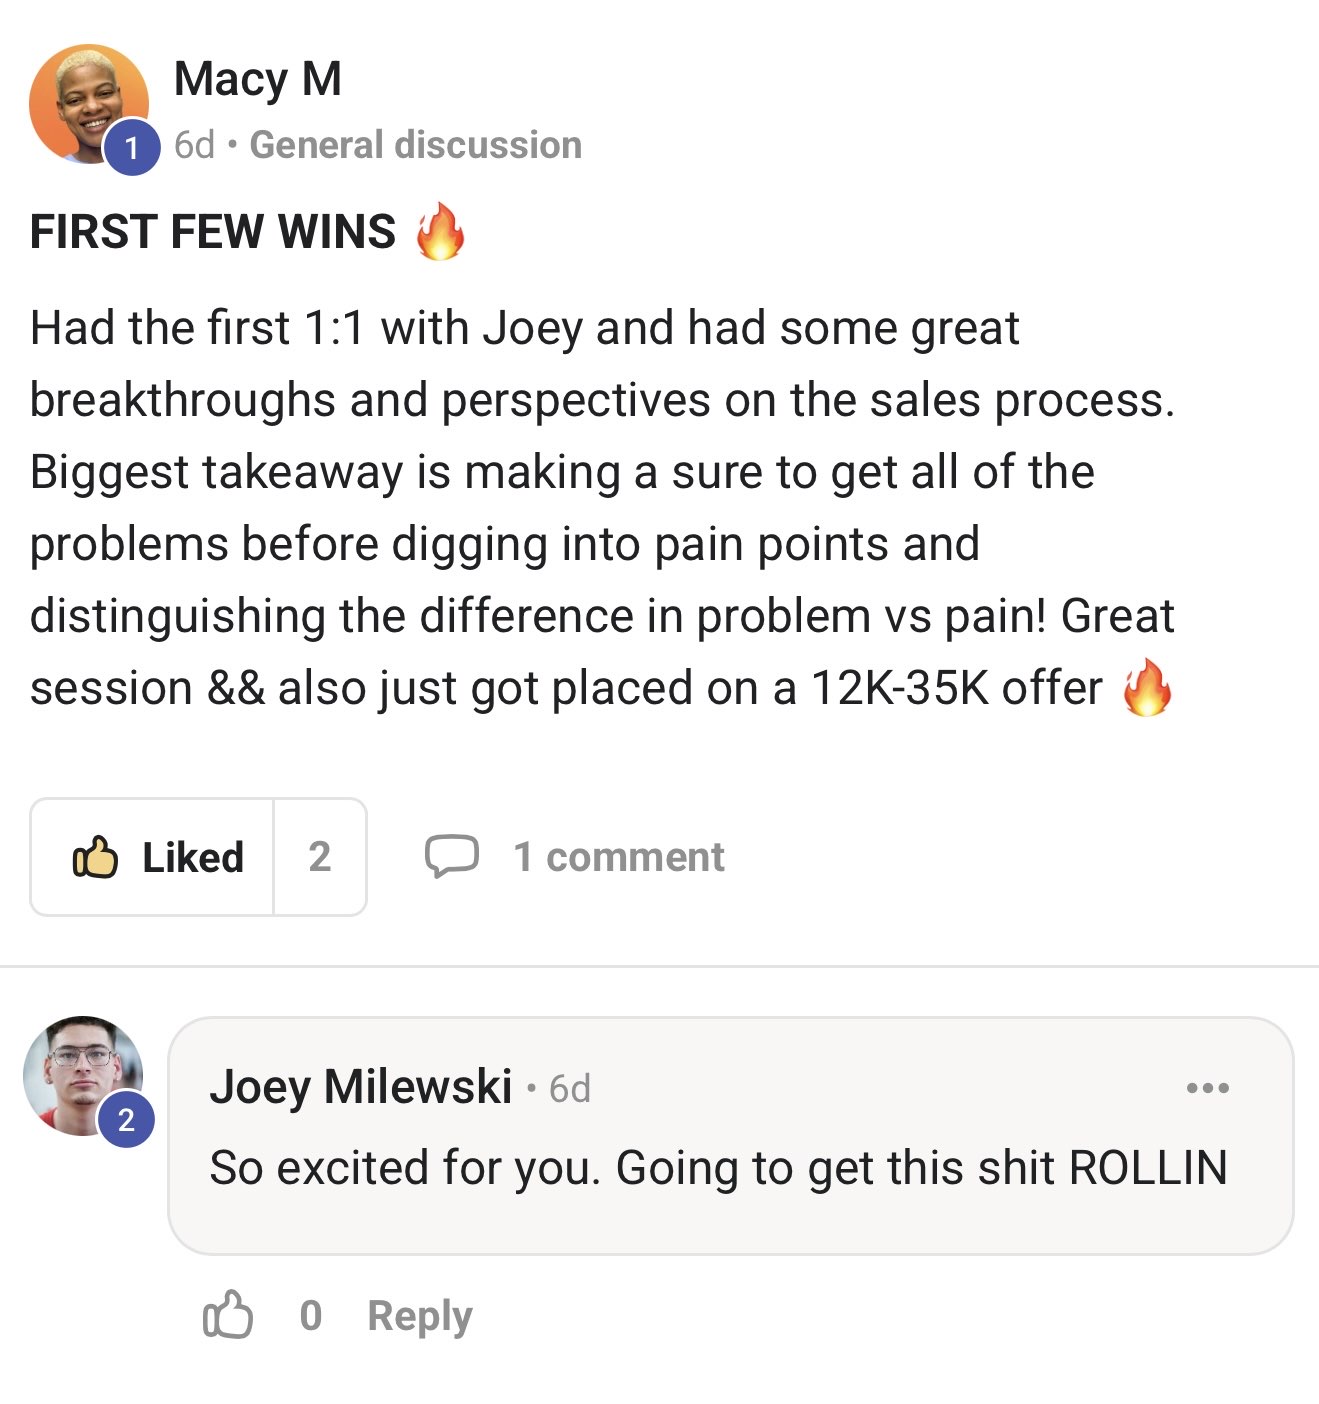 Macy M
1
6d • General discussion
FIRST FEW WINS 🔥
Had the first 1:1 with Joey and had some great
breakthroughs and perspectives on the sales process.
Biggest takeaway is making a sure to get all of the
problems before digging into pain points and
distinguishing the difference in problem vs pain! Great
session && also just got placed on a 12K-35K offer 🔥
Liked 2 1 comment
Joey Milewski • 6d
2
So excited for you. Going to get this shit ROLLIN
0 Reply